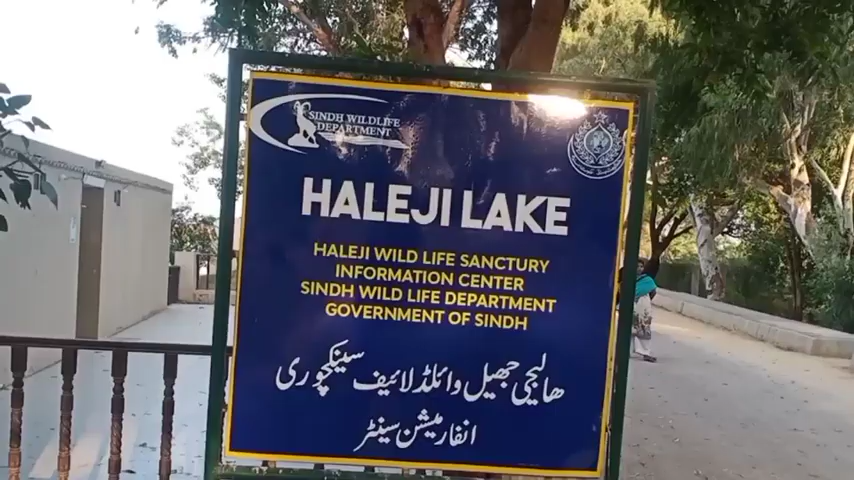 SINDH WILDLIFE
DEPARTMENT
HALEJI LAKE
HALEJI WILD LIFE SANCTURY
INFORMATION CENTER
SINDH WILD LIFE DEPARTMENT
GOVERNMENT OF SINDH
ھالیجی جھیل وائلڈ لائیف سینکچوری
انفارمیشن سینٹر